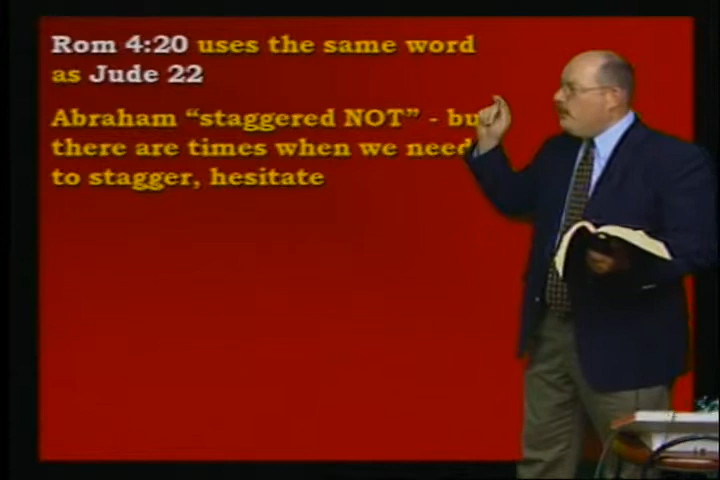 Rom 4:20 uses the same word
as Jude 22
Abraham “staggered NOT” - bu
there are times when we need
to stagger, hesitate